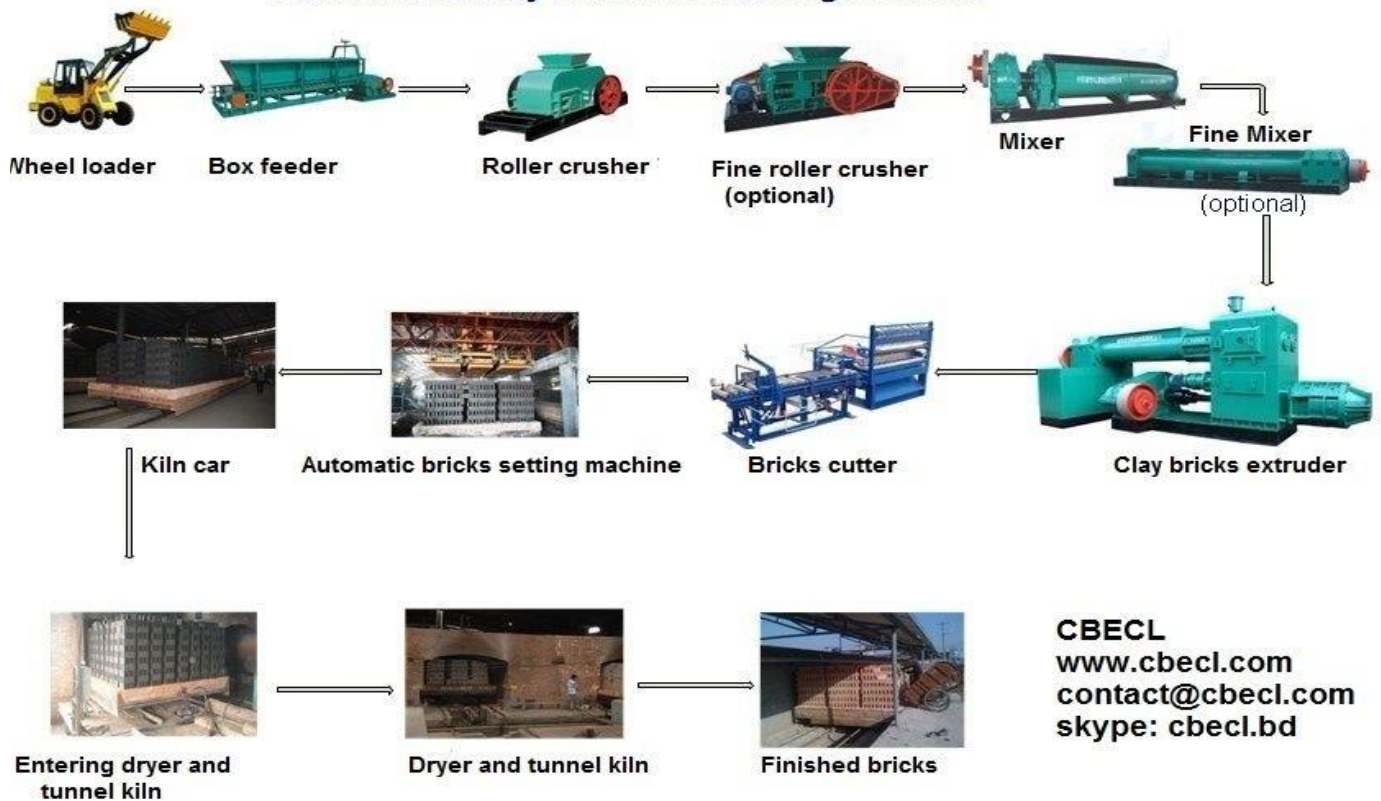 Wheel loader
Box feeder
Roller crusher
Fine roller crusher
(optional)
Mixer
Fine Mixer
(optional)
Kiln car
Automatic bricks setting machine
Bricks cutter
Clay bricks extruder
Entering dryer and
tunnel kiln
Dryer and tunnel kiln
Finished bricks
CBECL
www.cbecl.com
contact@cbecl.com
skype: cbecl.bd